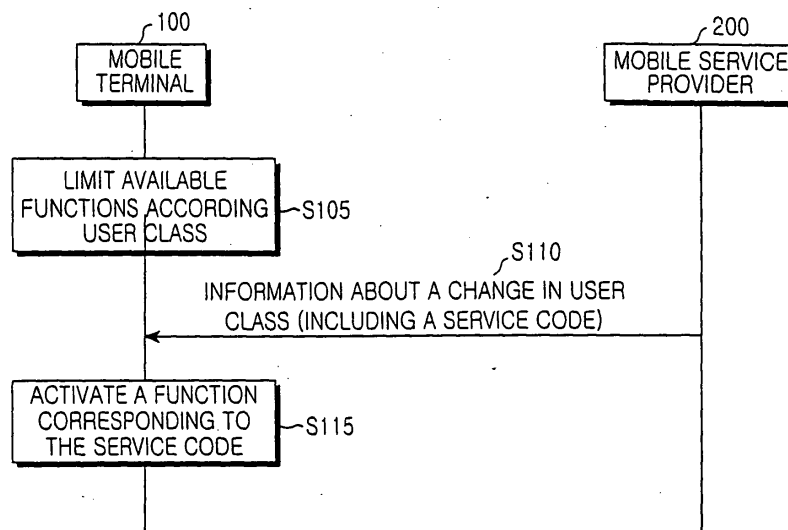 100
MOBILE
TERMINAL
200
MOBILE SERVICE
PROVIDER
LIMIT AVAILABLE
FUNCTIONS ACCORDING
USER CLASS
S105
S110
INFORMATION ABOUT A CHANGE IN USER
CLASS (INCLUDING A SERVICE CODE)
ACTIVATE A FUNCTION
CORRESPONDING TO
THE SERVICE CODE
S115